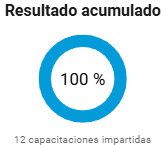 Resultado acumulado
100 %
12 capacitaciones impartidas